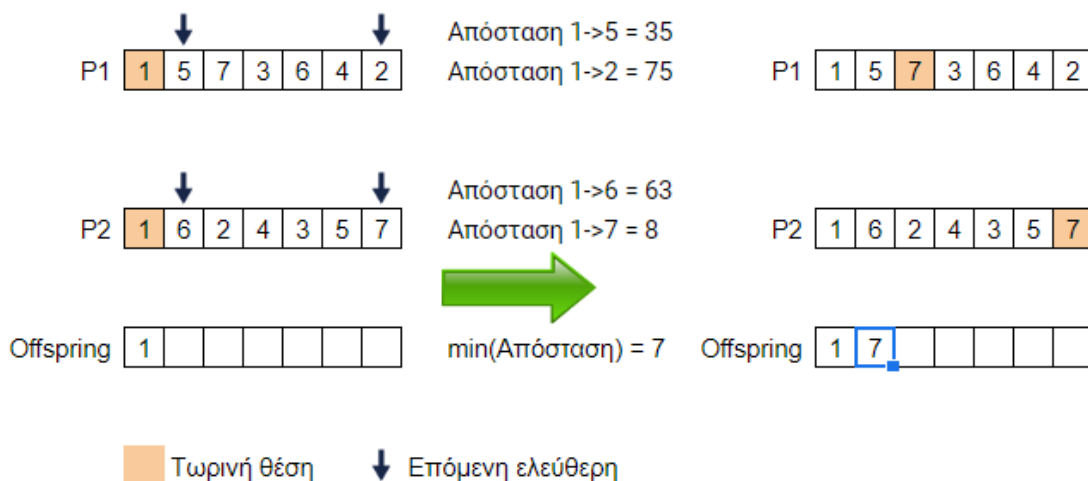 Απόσταση 1->5 = 35
P1 1 5 7 3 6 4 2 Απόσταση 1->2 = 75 P1 1 5 7 3 6 4 2
Απόσταση 1->6 = 63
P2 1 6 2 4 3 5 7 Απόσταση 1->7 = 8 P2 1 6 2 4 3 5 7
Offspring 1 min(Απόσταση) = 7 Offspring 1 7
Τωρινή θέση Επόμενη ελεύθερη